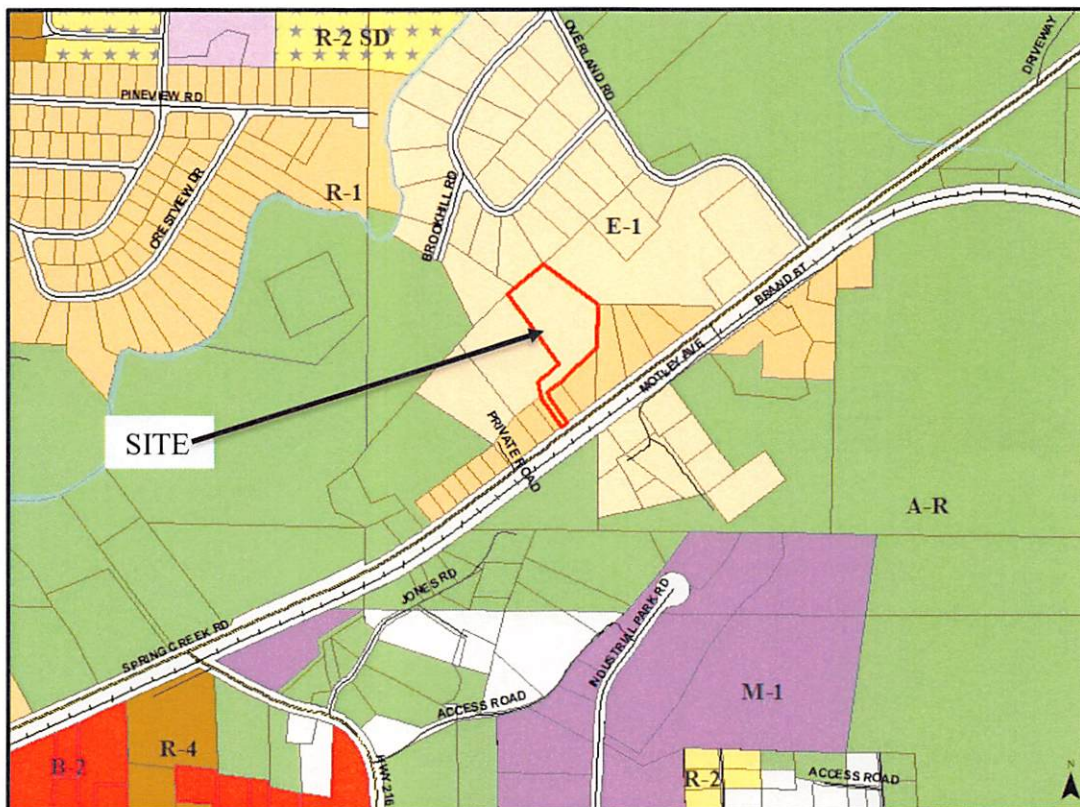 R-2 SD
OVERLAND RD
DRIVEWAY
PINEVIEW RD
R-1
CRESTVIEW DR
BROOKHILL RD
E-1
BRAND ST
MOTLEY AVE
SITE
PRIVATE ROAD
A-R
JONES RD
INDUSTRIAL PARK RD
SPRING CREEK RD
M-1
ACCESS ROAD
R-4
B-2
HWY 216
R-2
ACCESS ROAD
N